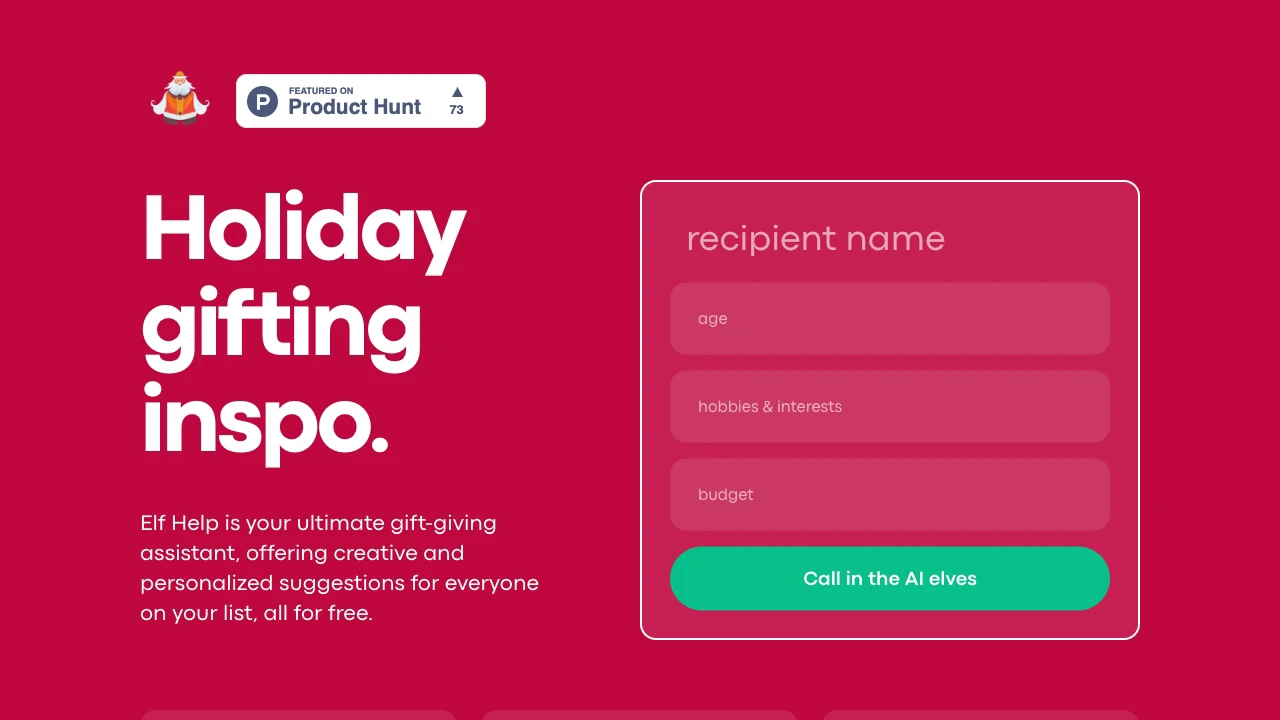 FEATURED ON
Product Hunt
73
Holiday
gifting
inspo.
Elf Help is your ultimate gift-giving
assistant, offering creative and
personalized suggestions for everyone
on your list, all for free.
recipient name
age
hobbies & interests
budget
Call in the AI elves